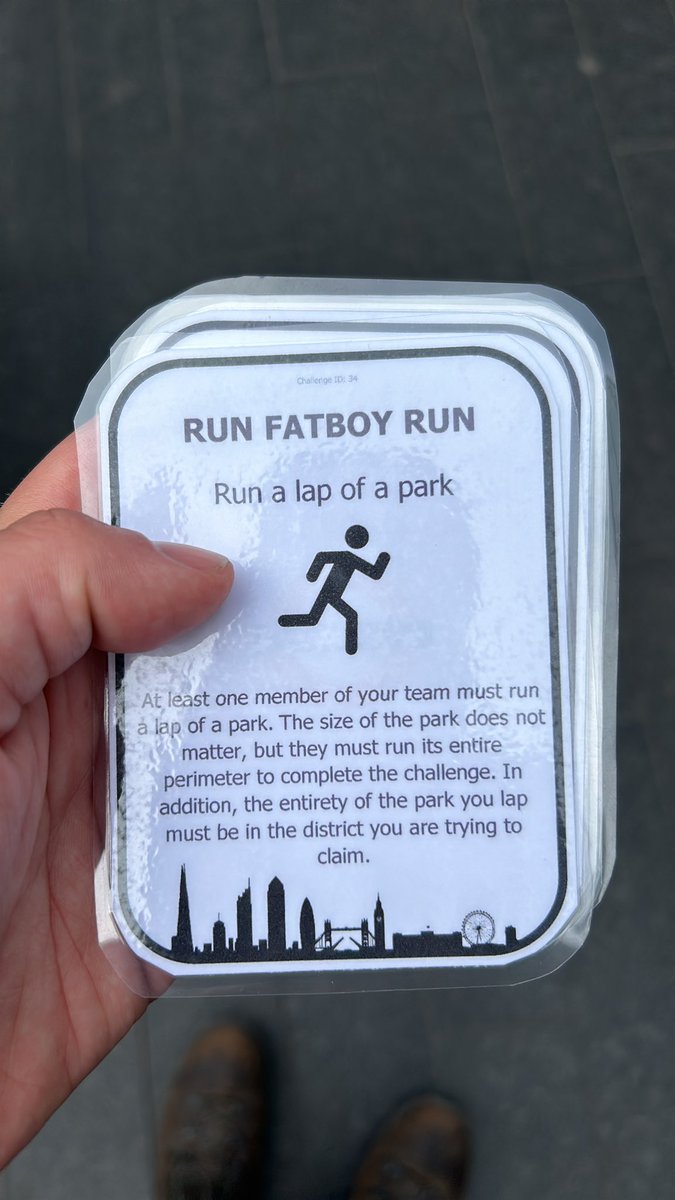 Challenge ID: 34
RUN FATBOY RUN
Run a lap of a park
At least one member of your team must run
a lap of a park. The size of the park does not
matter, but they must run its entire
perimeter to complete the challenge. In
addition, the entirety of the park you lap
must be in the district you are trying to
claim.